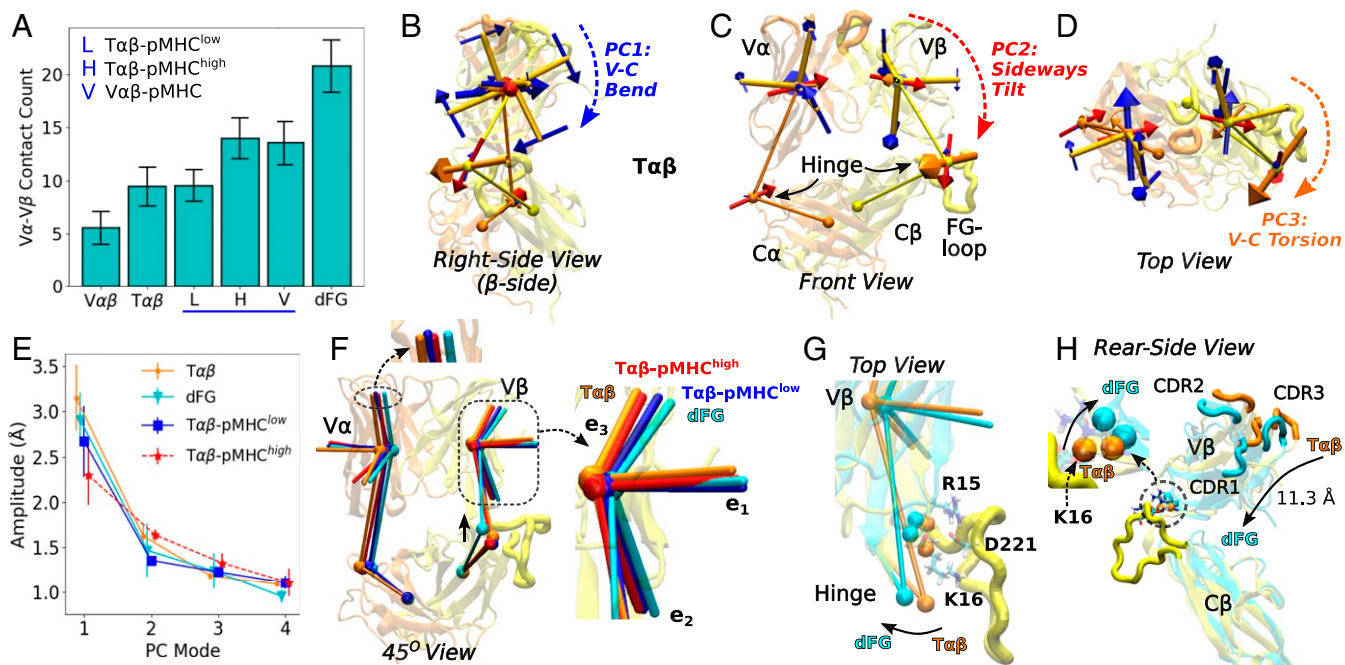 A
L Tαβ-pMHC^low
H Tαβ-pMHC^high
V Vαβ-pMHC
Vα-Vβ Contact Count
20
15
10
5
0
Vαβ
Tαβ
L
H
V
dFG
B
PC1:
V-C
Bend
Right-Side View
(β-side)
Tαβ
C
Vα
Vβ
PC2:
Sideways
Tilt
Hinge
Cα
Cβ
FG-
loop
Front View
D
PC3:
V-C Torsion
Top View
E
Tαβ
dFG
Tαβ-pMHC^low
Tαβ-pMHC^high
Amplitude (Å)
3.5
3.0
2.5
2.0
1.5
1.0
1
2
3
4
PC Mode
F
Vα
Vβ
45° View
Tαβ-pMHC^high
Tαβ
Tαβ-pMHC^low
dFG
e3
e1
e2
G
Top View
Vβ
R15
D221
K16
Hinge
dFG
Tαβ
H
Rear-Side View
dFG
CDR2
CDR3
Vβ
Tαβ
Tαβ
CDR1
K16
11.3 Å
dFG
Cβ